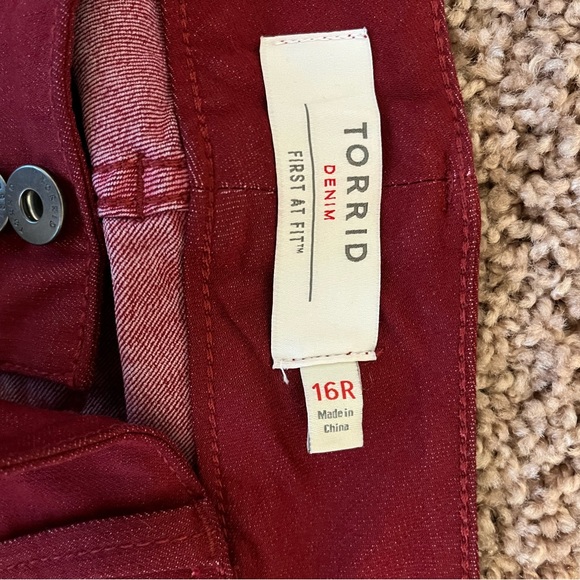 TORRID
DENIM
FIRST AT FIT™
16R
Made in
China